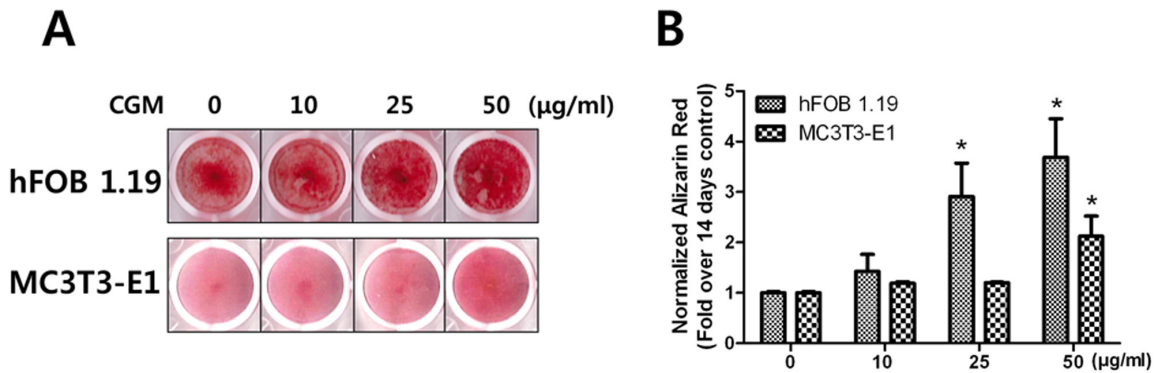 A
CGM 0 10 25 50 (μg/ml)
hFOB 1.19
MC3T3-E1
B
Normalized Alizarin Red
(Fold over 14 days control)
5
4
3
2
1
0
hFOB 1.19
MC3T3-E1
*
*
*
0 10 25 50 (μg/ml)